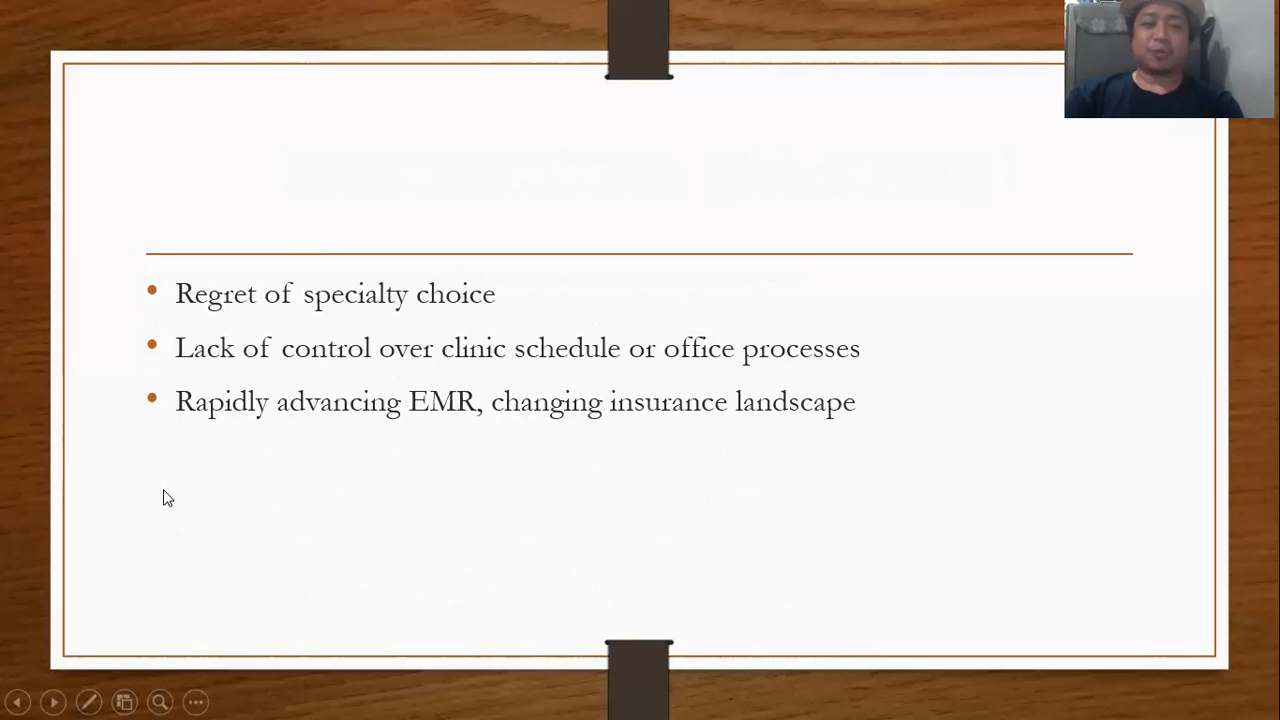 Regret of specialty choice
Lack of control over clinic schedule or office processes
Rapidly advancing EMR, changing insurance landscape